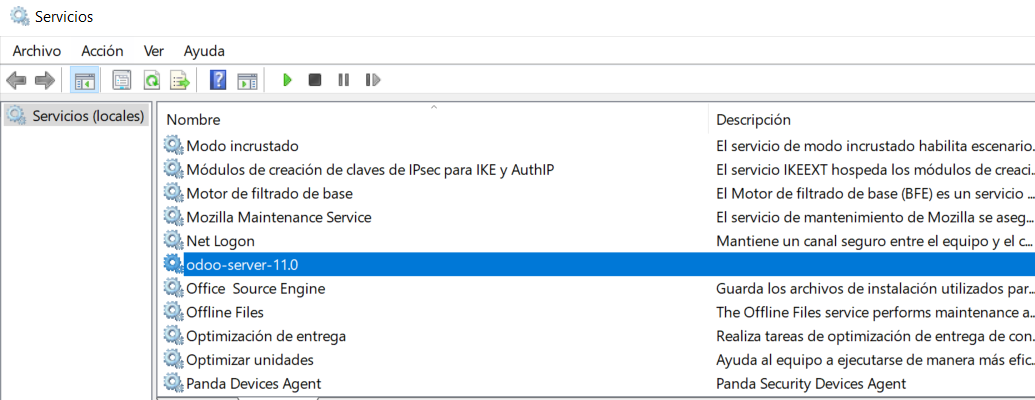 Servicios
Archivo Acción Ver Ayuda
Servicios (locales)
Nombre Descripción
Modo incrustado El servicio de modo incrustado habilita escenario...
Módulos de creación de claves de IPsec para IKE y AuthIP El servicio IKEEXT hospeda los módulos de creaci...
Motor de filtrado de base El Motor de filtrado de base (BFE) es un servicio ...
Mozilla Maintenance Service El servicio de mantenimiento de Mozilla se aseg...
Net Logon Mantiene un canal seguro entre el equipo y el c...
odoo-server-11.0
Office  Source Engine Guarda los archivos de instalación utilizados par...
Offline Files The Offline Files service performs maintenance a...
Optimización de entrega Realiza tareas de optimización de entrega de con...
Optimizar unidades Ayuda al equipo a ejecutarse de manera más efic...
Panda Devices Agent Panda Security Devices Agent